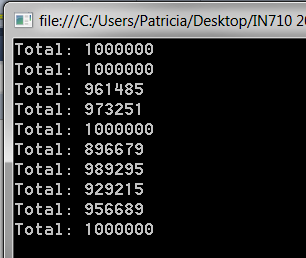 file:///C:/Users/Patricia/Desktop/IN710 20
Total: 1000000
Total: 1000000
Total: 961485
Total: 973251
Total: 1000000
Total: 896679
Total: 989295
Total: 929215
Total: 956689
Total: 1000000